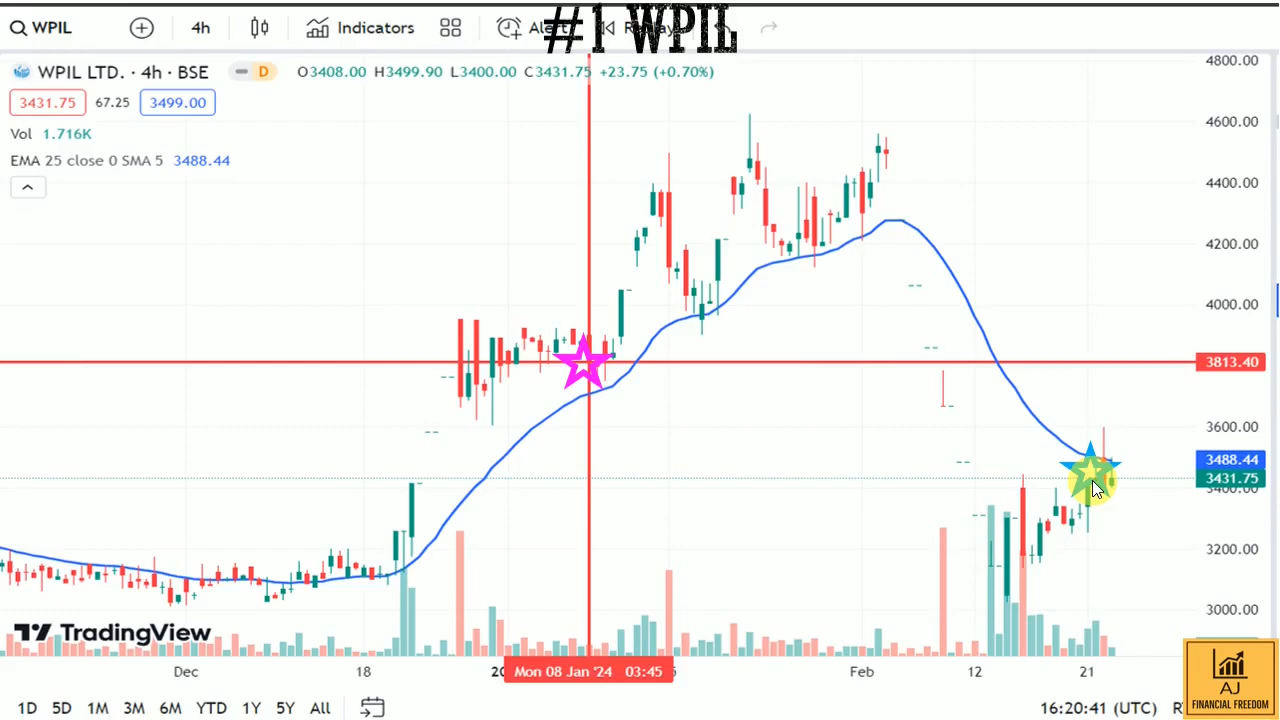 #1 WPIL
WPIL 4h Indicators Alert Replay
WPIL LTD. · 4h · BSE D O3408.00 H3499.90 L3400.00 C3431.75 +23.75 (+0.70%)
3431.75 67.25 3499.00
Vol 1.716K
EMA 25 close 0 SMA 5 3488.44
4800.00
4600.00
4400.00
4200.00
4000.00
3813.40
3600.00
3488.44
3431.75
3400.00
3200.00
3000.00
TradingView
Dec 18 Mon 08 Jan '24 03:45 Feb 12 21
1D 5D 1M 3M 6M YTD 1Y 5Y All 16:20:41 (UTC)
AJ
FINANCIAL FREEDOM